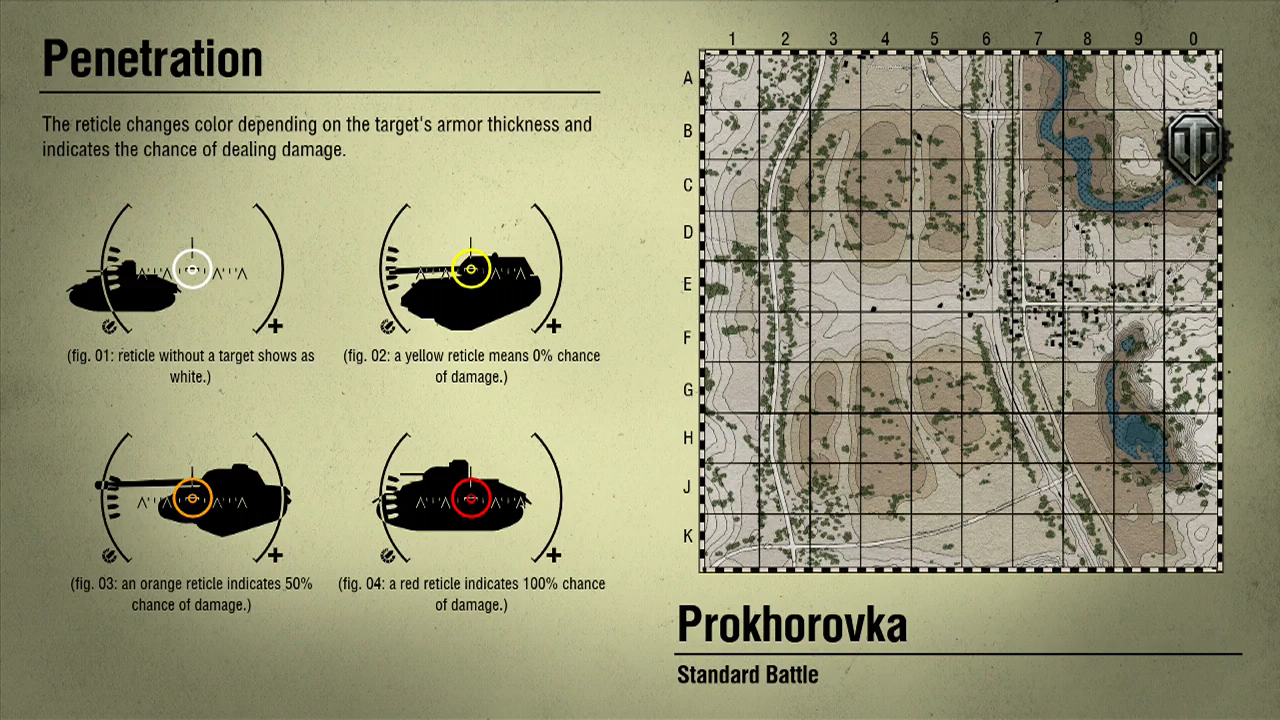 Penetration
The reticle changes color depending on the target's armor thickness and
indicates the chance of dealing damage.
(fig. 01: reticle without a target shows as
white.)
(fig. 02: a yellow reticle means 0% chance
of damage.)
(fig. 03: an orange reticle indicates 50%
chance of damage.)
(fig. 04: a red reticle indicates 100% chance
of damage.)
1 2 3 4 5 6 7 8 9 0
A
B
C
D
E
F
G
H
J
K
Prokhorovka
Standard Battle